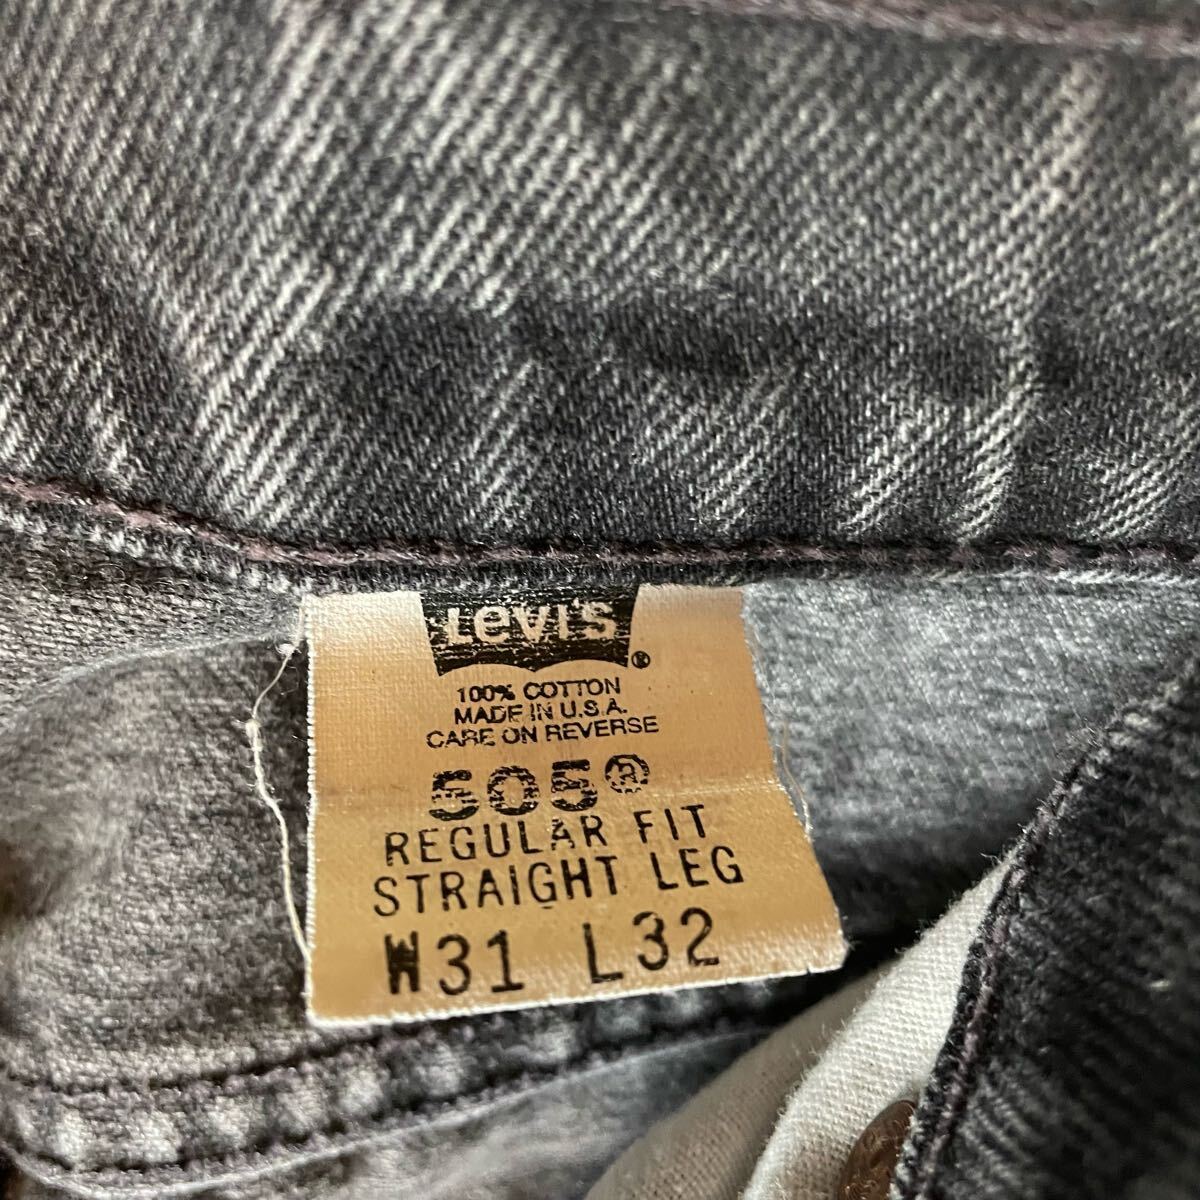 LEVI'S®
100% COTTON
MADE IN U.S.A.
CARE ON REVERSE
505®
REGULAR FIT
STRAIGHT LEG
W31 L32